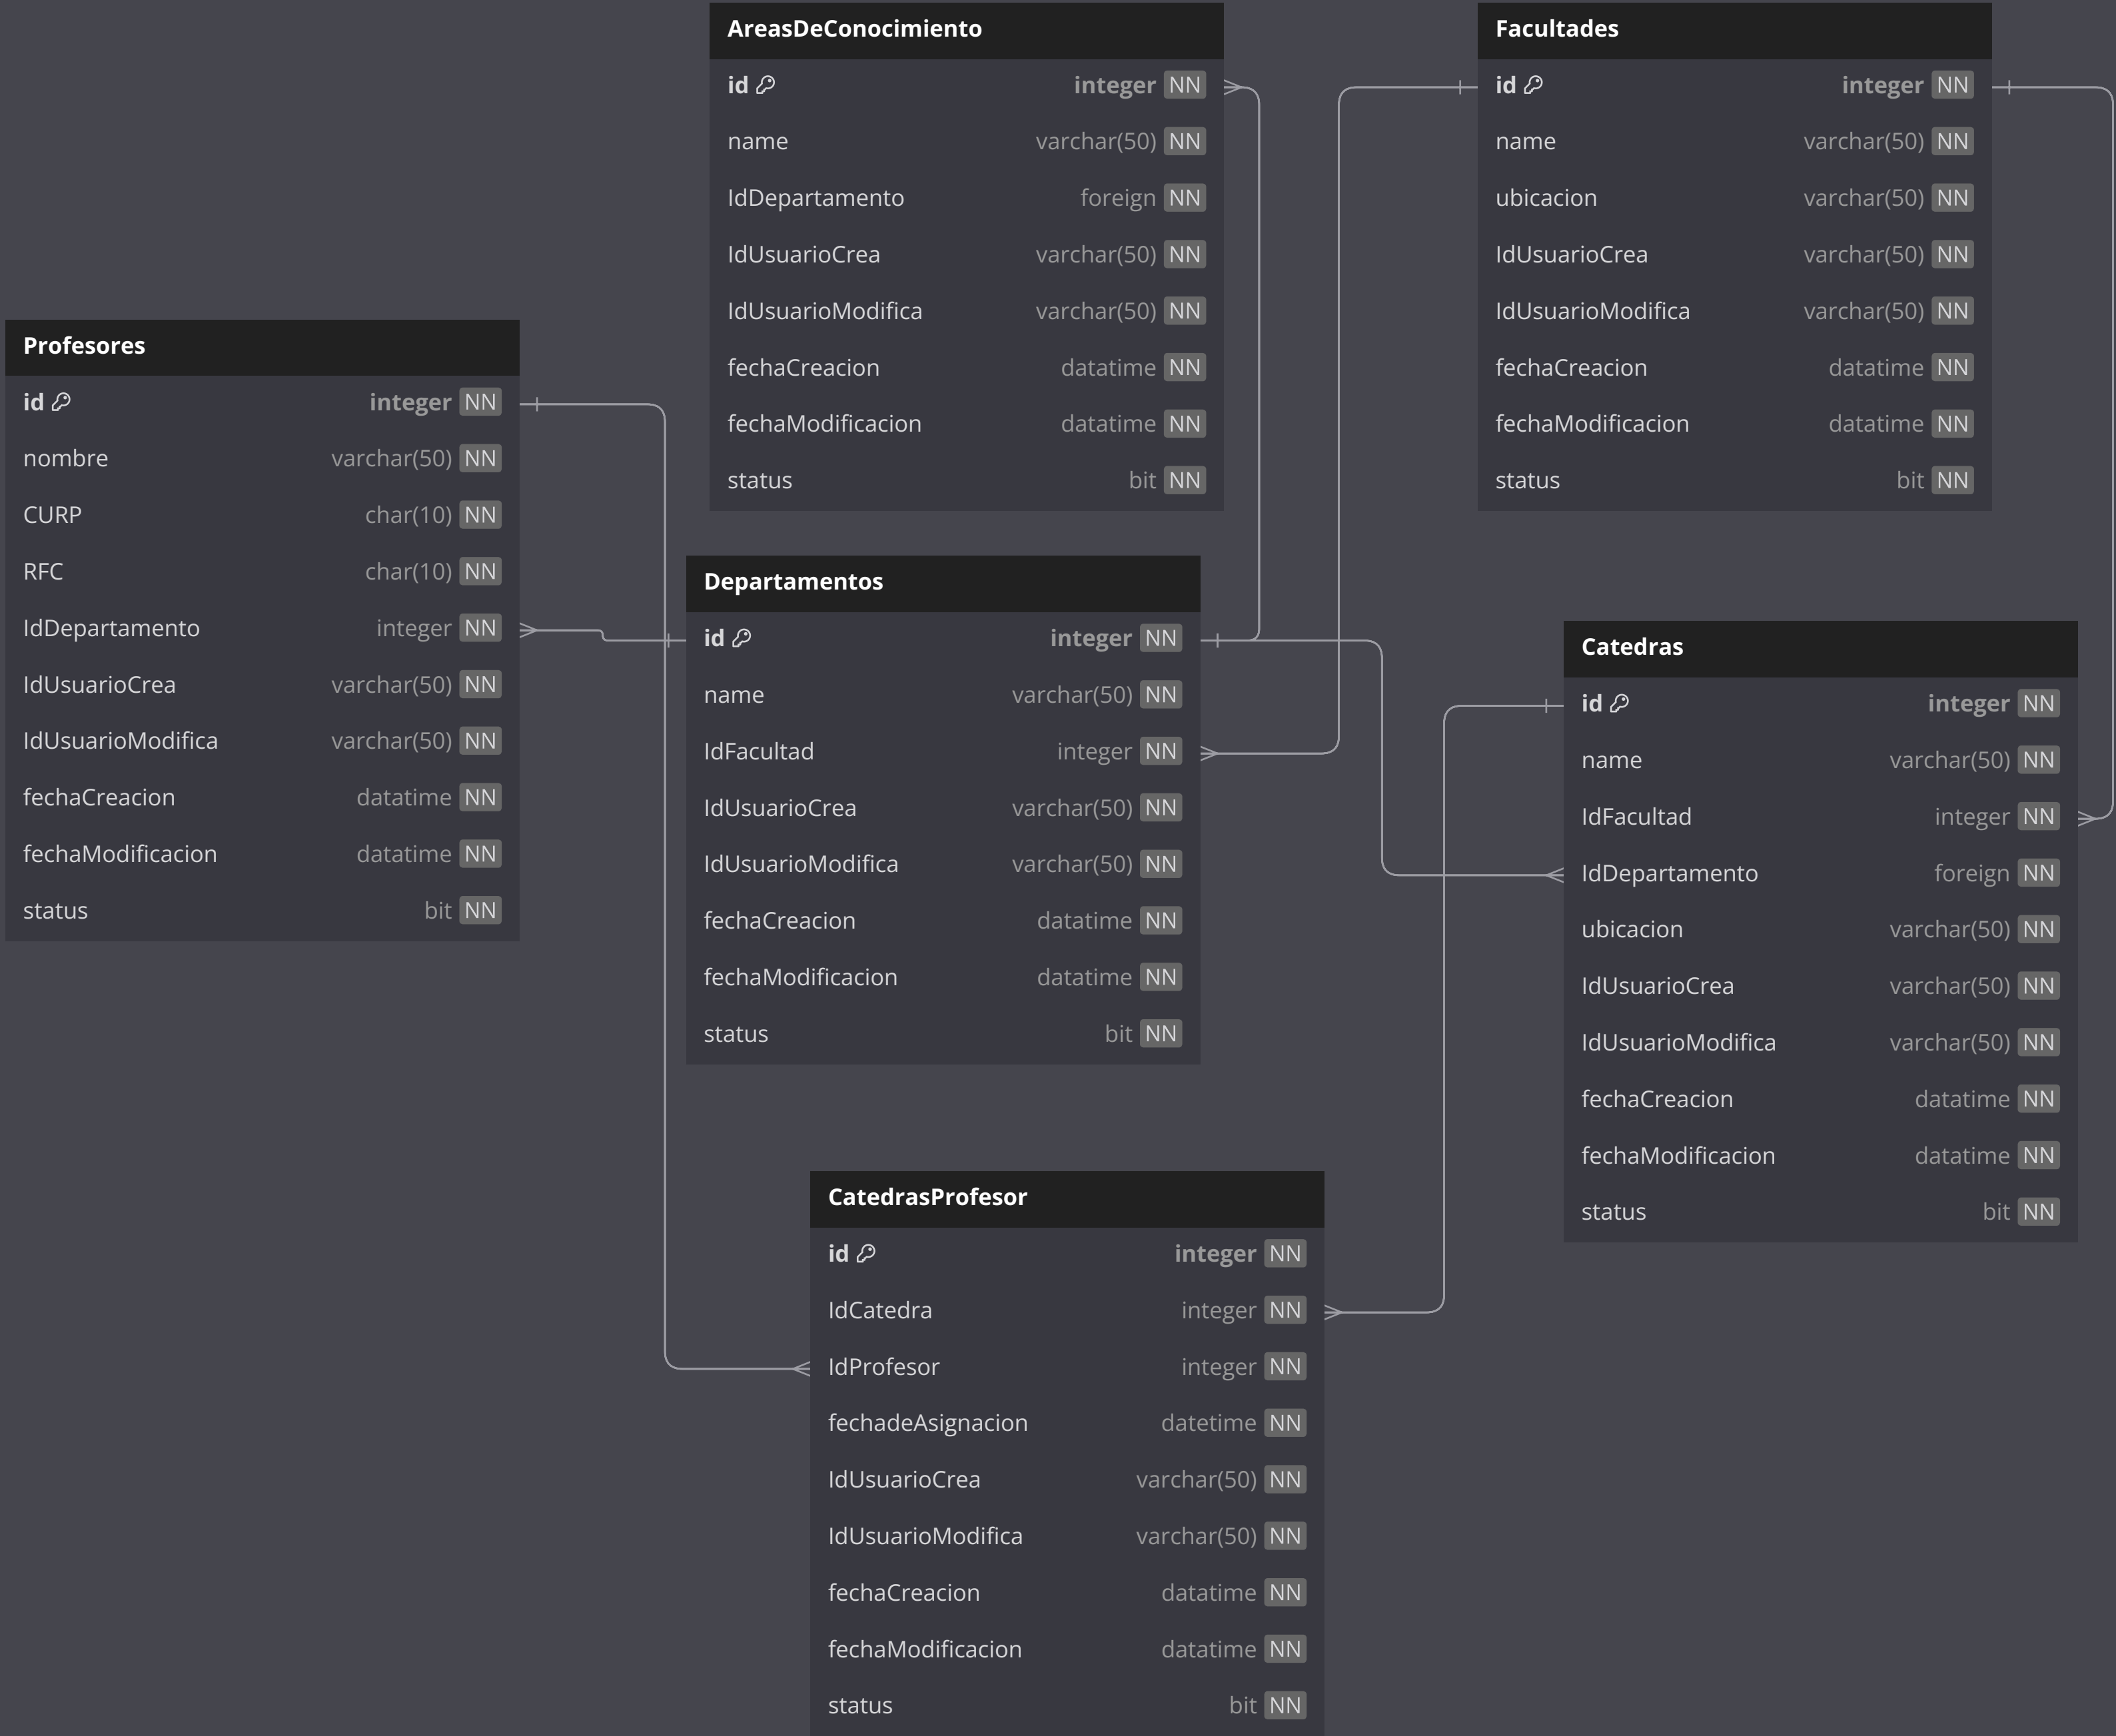 AreasDeConocimiento
id integer NN
name varchar(50) NN
IdDepartamento foreign NN
IdUsuarioCrea varchar(50) NN
IdUsuarioModifica varchar(50) NN
fechaCreacion datatime NN
fechaModificacion datatime NN
status bit NN
Facultades
id integer NN
name varchar(50) NN
ubicacion varchar(50) NN
IdUsuarioCrea varchar(50) NN
IdUsuarioModifica varchar(50) NN
fechaCreacion datatime NN
fechaModificacion datatime NN
status bit NN
Profesores
id integer NN
nombre varchar(50) NN
CURP char(10) NN
RFC char(10) NN
IdDepartamento integer NN
IdUsuarioCrea varchar(50) NN
IdUsuarioModifica varchar(50) NN
fechaCreacion datatime NN
fechaModificacion datatime NN
status bit NN
Departamentos
id integer NN
name varchar(50) NN
IdFacultad integer NN
IdUsuarioCrea varchar(50) NN
IdUsuarioModifica varchar(50) NN
fechaCreacion datatime NN
fechaModificacion datatime NN
status bit NN
Catedras
id integer NN
name varchar(50) NN
IdFacultad integer NN
IdDepartamento foreign NN
ubicacion varchar(50) NN
IdUsuarioCrea varchar(50) NN
IdUsuarioModifica varchar(50) NN
fechaCreacion datatime NN
fechaModificacion datatime NN
status bit NN
CatedrasProfesor
id integer NN
IdCatedra integer NN
IdProfesor integer NN
fechadeAsignacion datetime NN
IdUsuarioCrea varchar(50) NN
IdUsuarioModifica varchar(50) NN
fechaCreacion datatime NN
fechaModificacion datatime NN
status bit NN